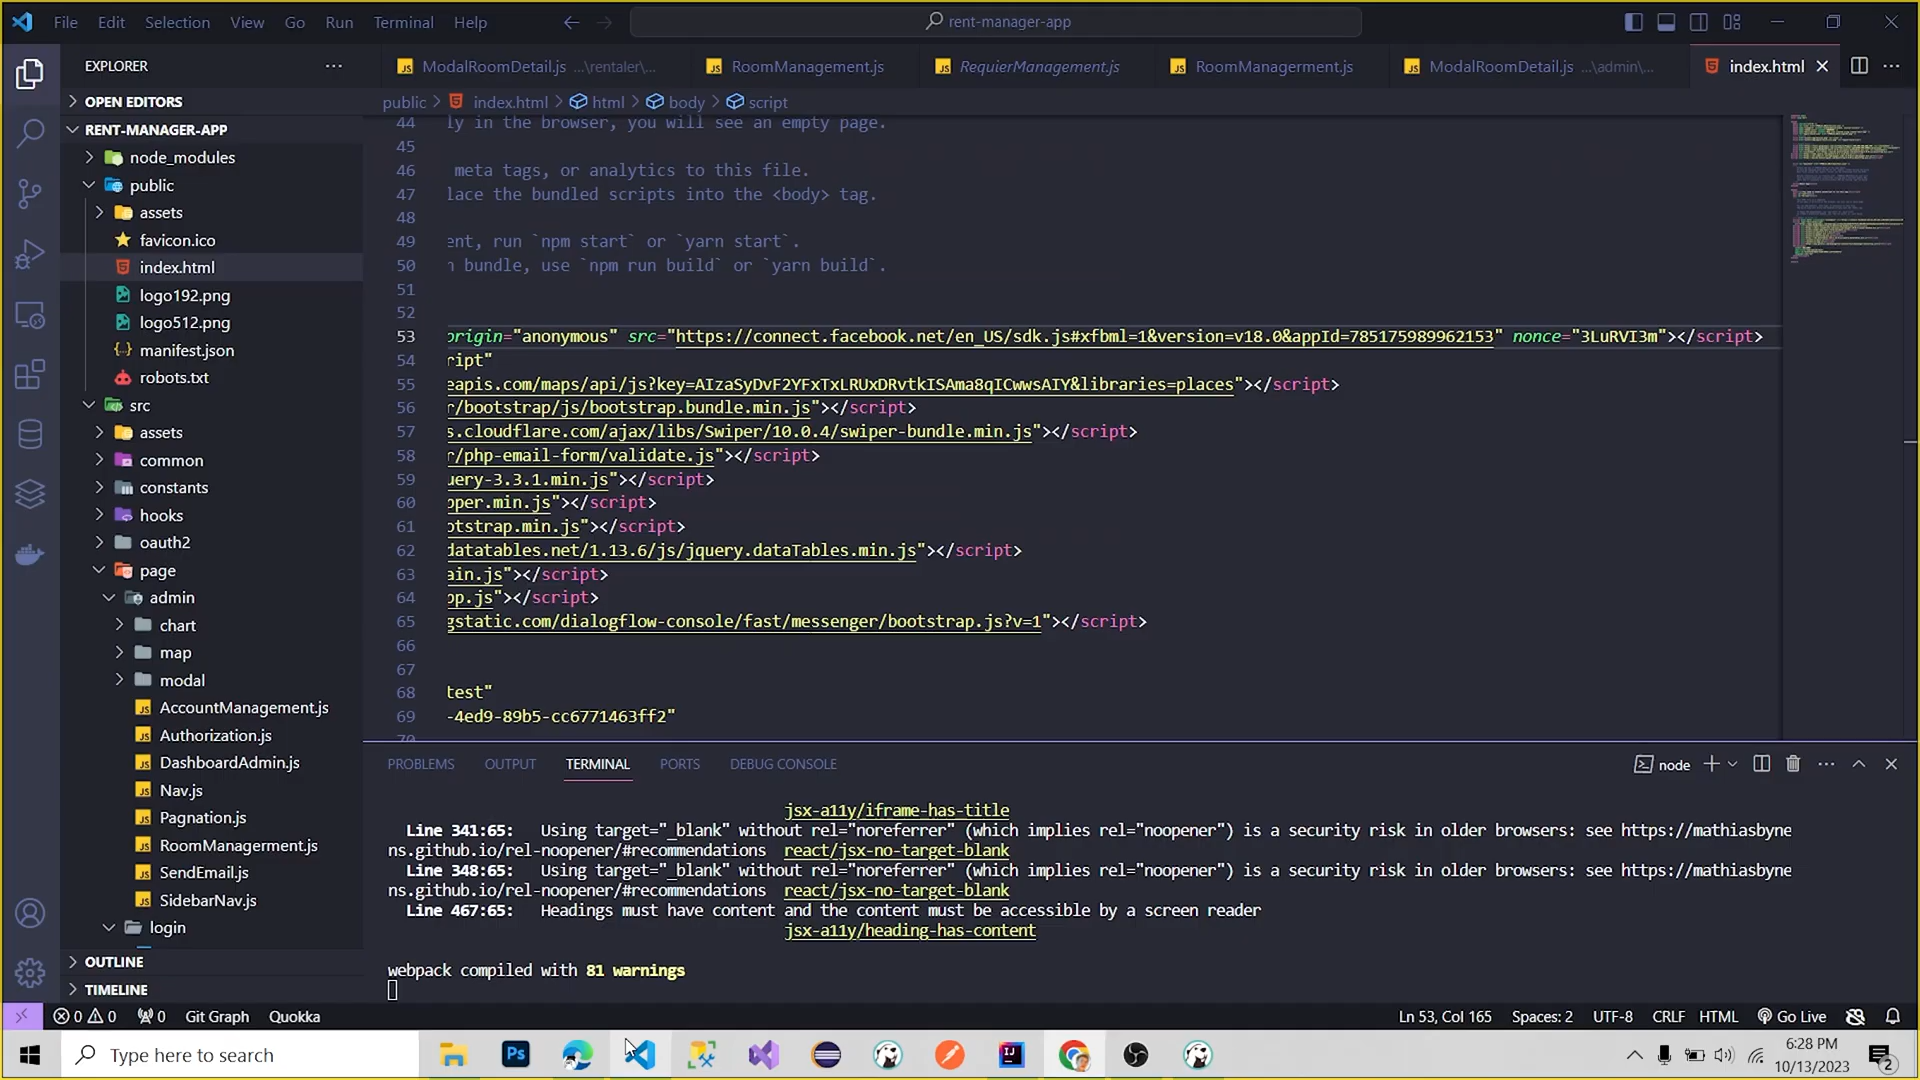 File Edit Selection View Go Run Terminal Help
rent-manager-app
EXPLORER
ModalRoomDetail.js ...\rentaler\...
RoomManagement.js
RequierManagement.js
RoomManagerment.js
ModalRoomDetail.js ...\admin\...
index.html
OPEN EDITORS
public > index.html > html > body > script
RENT-MANAGER-APP
node_modules
public
assets
favicon.ico
index.html
logo192.png
logo512.png
manifest.json
robots.txt
src
assets
common
constants
hooks
oauth2
page
admin
chart
map
modal
AccountManagement.js
Authorization.js
DashboardAdmin.js
Nav.js
Pagnation.js
RoomManagerment.js
SendEmail.js
SidebarNav.js
login
OUTLINE
TIMELINE
44 ly in the browser, you will see an empty page.
45
46 meta tags, or analytics to this file.
47 lace the bundled scripts into the <body> tag.
48
49 ent, run `npm start` or `yarn start`.
50 n bundle, use `npm run build` or `yarn build`.
51
52
53 origin="anonymous" src="https://connect.facebook.net/en_US/sdk.js#xfbml=1&version=v18.0&appId=785175989962153" nonce="3LuRVI3m"></script>
54 ript"
55 eapis.com/maps/api/js?key=AIzaSyDvF2YFxTxLRUxDRvtkISAma8qICwwsAIY&libraries=places"></script>
56 r/bootstrap/js/bootstrap.bundle.min.js"></script>
57 s.cloudflare.com/ajax/libs/Swiper/10.0.4/swiper-bundle.min.js"></script>
58 r/php-email-form/validate.js"></script>
59 uery-3.3.1.min.js"></script>
60 pper.min.js"></script>
61 otstrap.min.js"></script>
62 datatables.net/1.13.6/js/jquery.dataTables.min.js"></script>
63 ain.js"></script>
64 pp.js"></script>
65 gstatic.com/dialogflow-console/fast/messenger/bootstrap.js?v=1"></script>
66
67
68 test"
69 -4ed9-89b5-cc6771463ff2"
70
PROBLEMS OUTPUT TERMINAL PORTS DEBUG CONSOLE
node
jsx-a11y/iframe-has-title
Line 341:65: Using target="_blank" without rel="noreferrer" (which implies rel="noopener") is a security risk in older browsers: see https://mathiasbyne
ns.github.io/rel-noopener/#recommendations react/jsx-no-target-blank
Line 348:65: Using target="_blank" without rel="noreferrer" (which implies rel="noopener") is a security risk in older browsers: see https://mathiasbyne
ns.github.io/rel-noopener/#recommendations react/jsx-no-target-blank
Line 467:65: Headings must have content and the content must be accessible by a screen reader
jsx-a11y/heading-has-content
webpack compiled with 81 warnings
0 0 0 Git Graph Quokka
Ln 53, Col 165 Spaces: 2 UTF-8 CRLF HTML Go Live
Type here to search
Ps
IJ
6:28 PM
10/13/2023
2